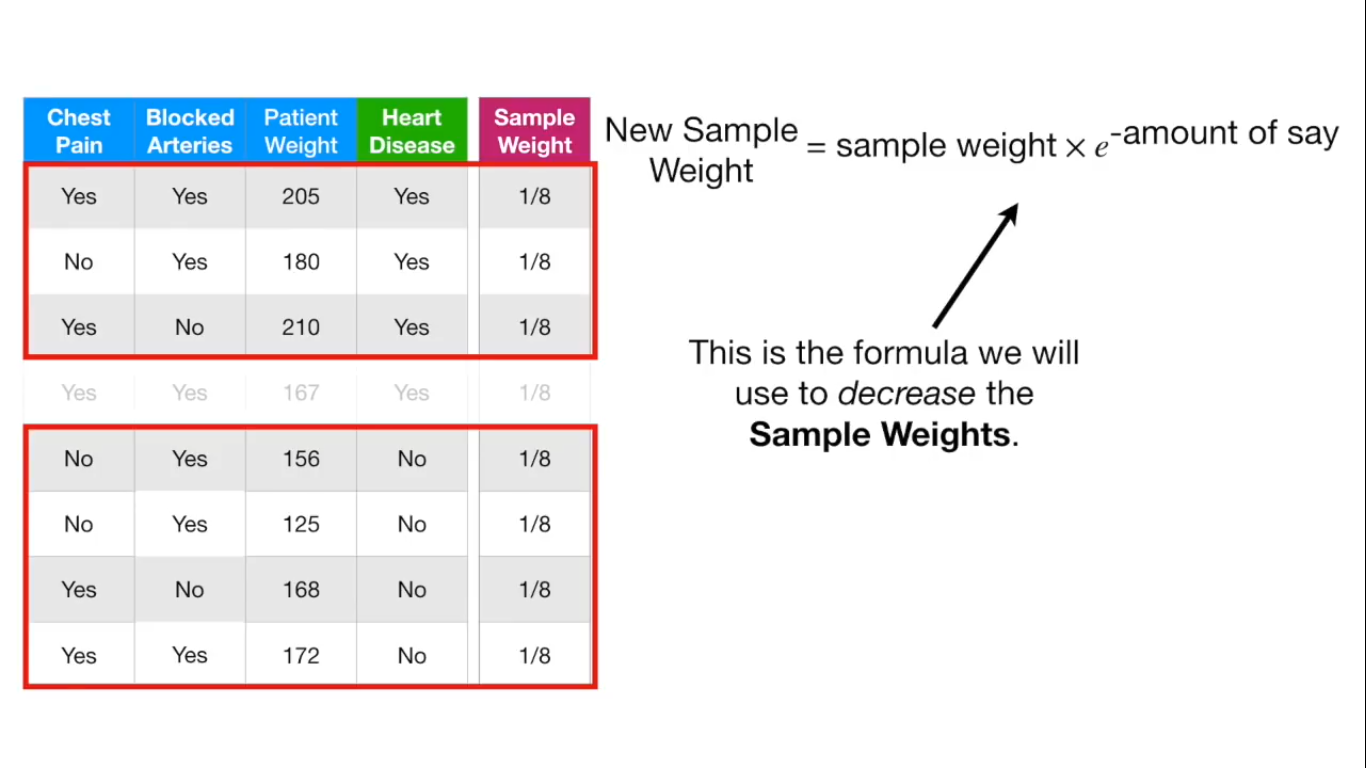 Chest Pain Blocked Arteries Patient Weight Heart Disease Sample Weight
Yes Yes 205 Yes 1/8
No Yes 180 Yes 1/8
Yes No 210 Yes 1/8
Yes Yes 167 Yes 1/8
No Yes 156 No 1/8
No Yes 125 No 1/8
Yes No 168 No 1/8
Yes Yes 172 No 1/8
New Sample Weight = sample weight × e^-amount of say
This is the formula we will
use to decrease the
Sample Weights.